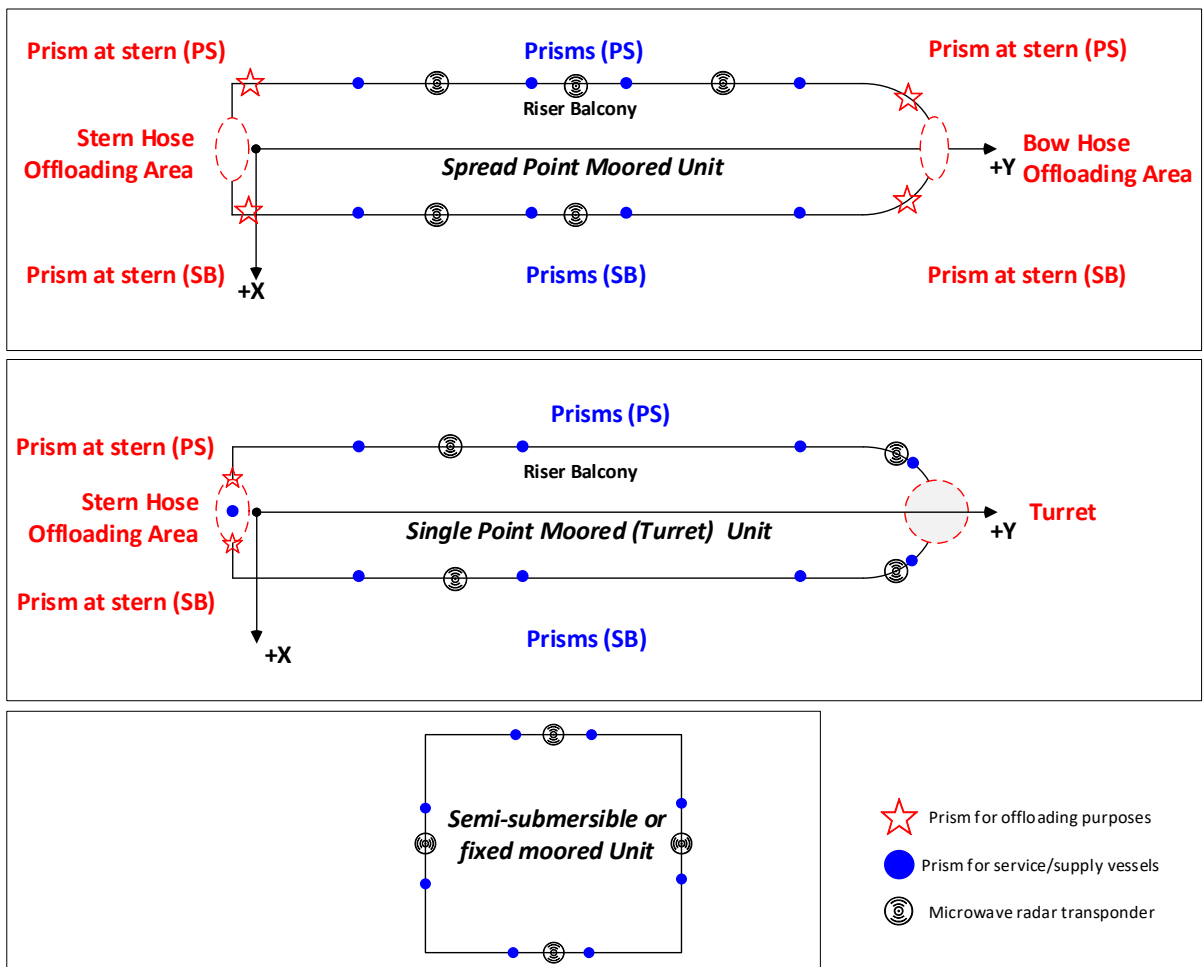 Prism at stern (PS)
Prisms (PS)
Prism at stern (PS)
Riser Balcony
Stern Hose
Offloading Area
Spread Point Moored Unit
+Y
Bow Hose
Offloading Area
Prism at stern (SB)
+X
Prisms (SB)
Prism at stern (SB)
Prisms (PS)
Prism at stern (PS)
Riser Balcony
Stern Hose
Offloading Area
Single Point Moored (Turret) Unit
+Y
Turret
Prism at stern (SB)
+X
Prisms (SB)
Semi-submersible or
fixed moored Unit
Prism for offloading purposes
Prism for service/supply vessels
Microwave radar transponder